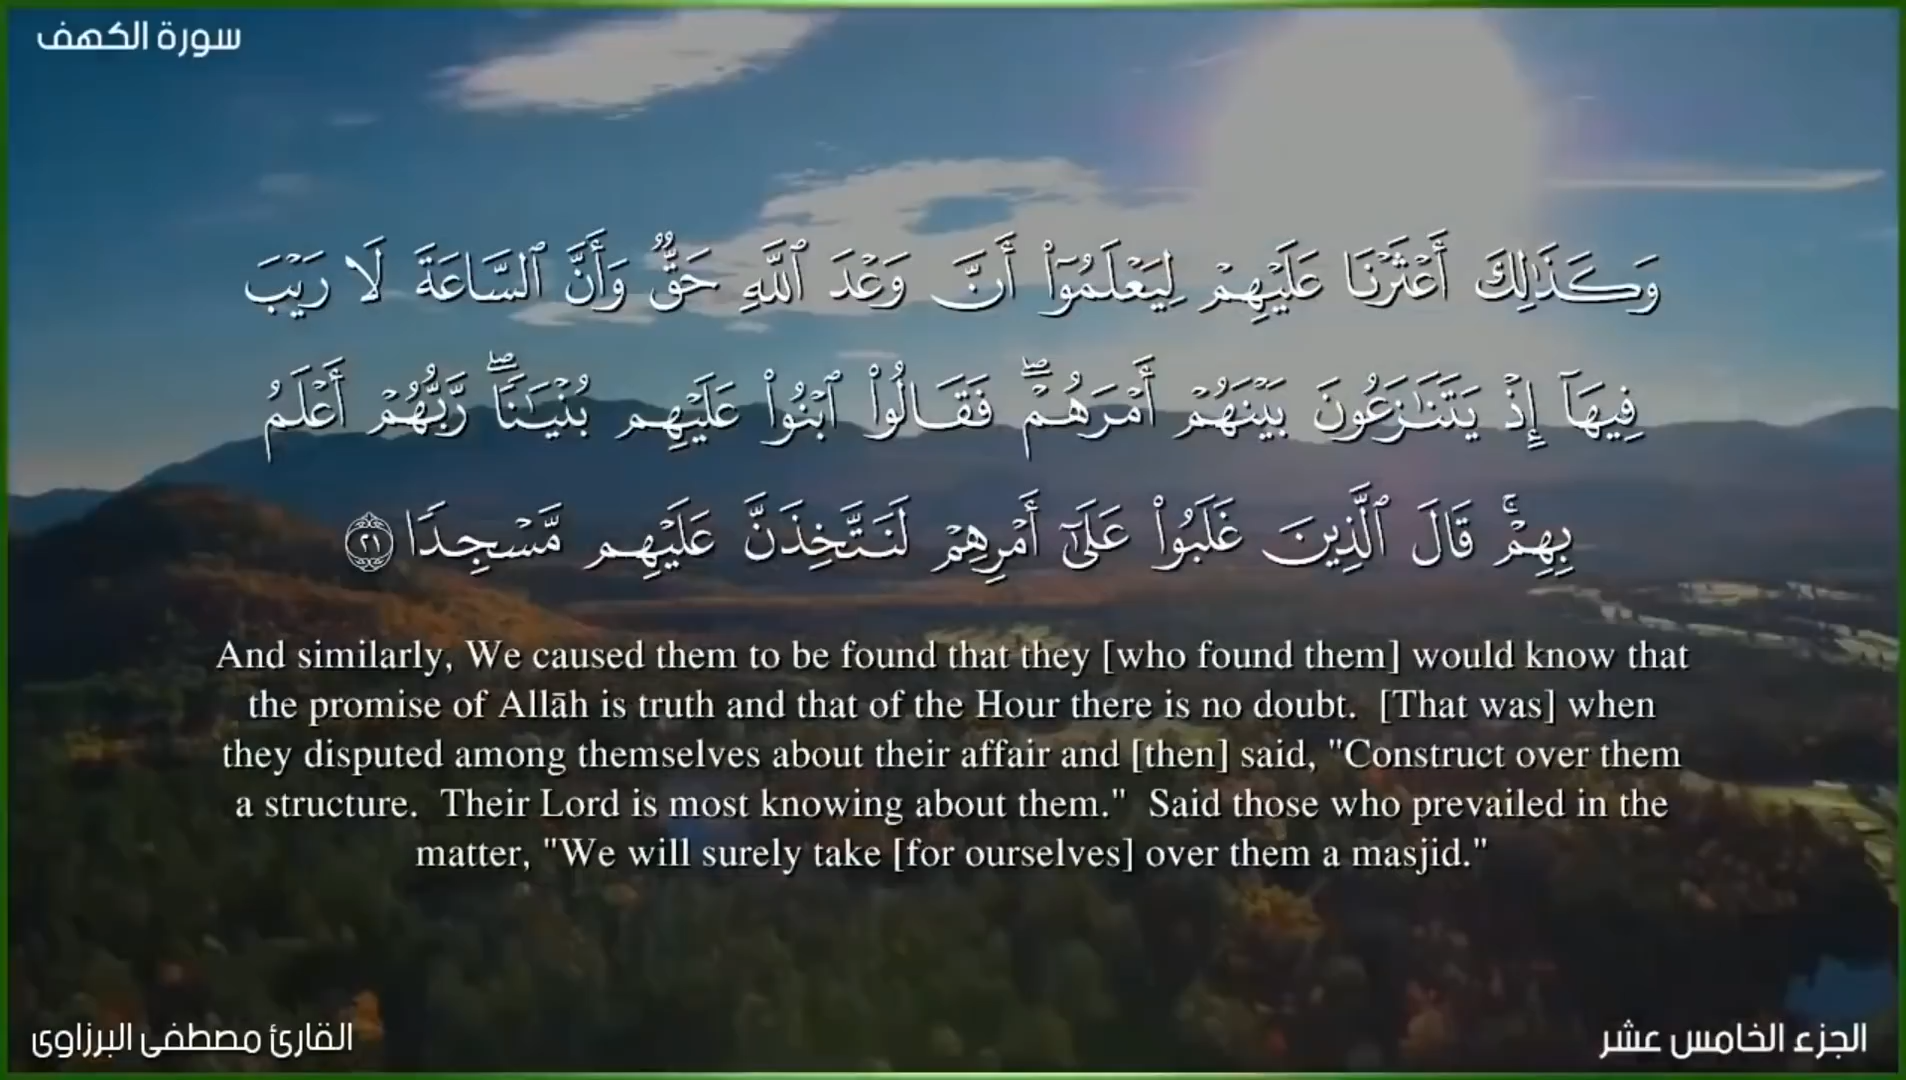 سورة الكهف
وَكَذَٰلِكَ أَعْثَرْنَا عَلَيْهِمْ لِيَعْلَمُوٓا۟ أَنَّ وَعْدَ ٱللَّهِ حَقٌّ وَأَنَّ ٱلسَّاعَةَ لَا رَيْبَ
فِيهَآ إِذْ يَتَنَـٰزَعُونَ بَيْنَهُمْ أَمْرَهُمْ ۖ فَقَالُوا۟ ٱبْنُوا۟ عَلَيْهِم بُنْيَـٰنًا ۖ رَّبُّهُمْ أَعْلَمُ
بِهِمْ ۚ قَالَ ٱلَّذِينَ غَلَبُوا۟ عَلَىٰٓ أَمْرِهِمْ لَنَتَّخِذَنَّ عَلَيْهِم مَّسْجِدًا ٢١
And similarly, We caused them to be found that they [who found them] would know that
the promise of Allāh is truth and that of the Hour there is no doubt.  [That was] when
they disputed among themselves about their affair and [then] said, "Construct over them
a structure.  Their Lord is most knowing about them."  Said those who prevailed in the
matter, "We will surely take [for ourselves] over them a masjid."
الجزء الخامس عشر
القارئ مصطفى البرزاوى